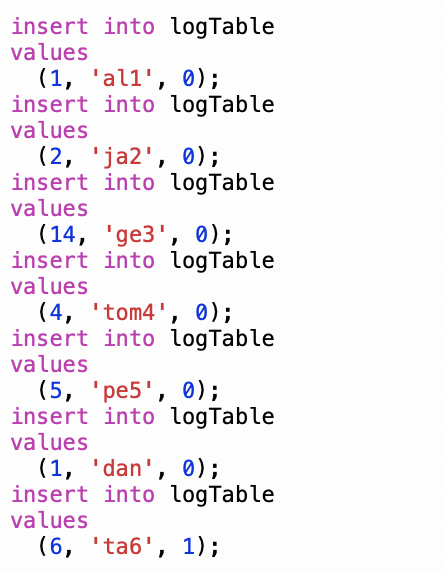 insert into logTable
values
  (1, 'al1', 0);
insert into logTable
values
  (2, 'ja2', 0);
insert into logTable
values
  (14, 'ge3', 0);
insert into logTable
values
  (4, 'tom4', 0);
insert into logTable
values
  (5, 'pe5', 0);
insert into logTable
values
  (1, 'dan', 0);
insert into logTable
values
  (6, 'ta6', 1);